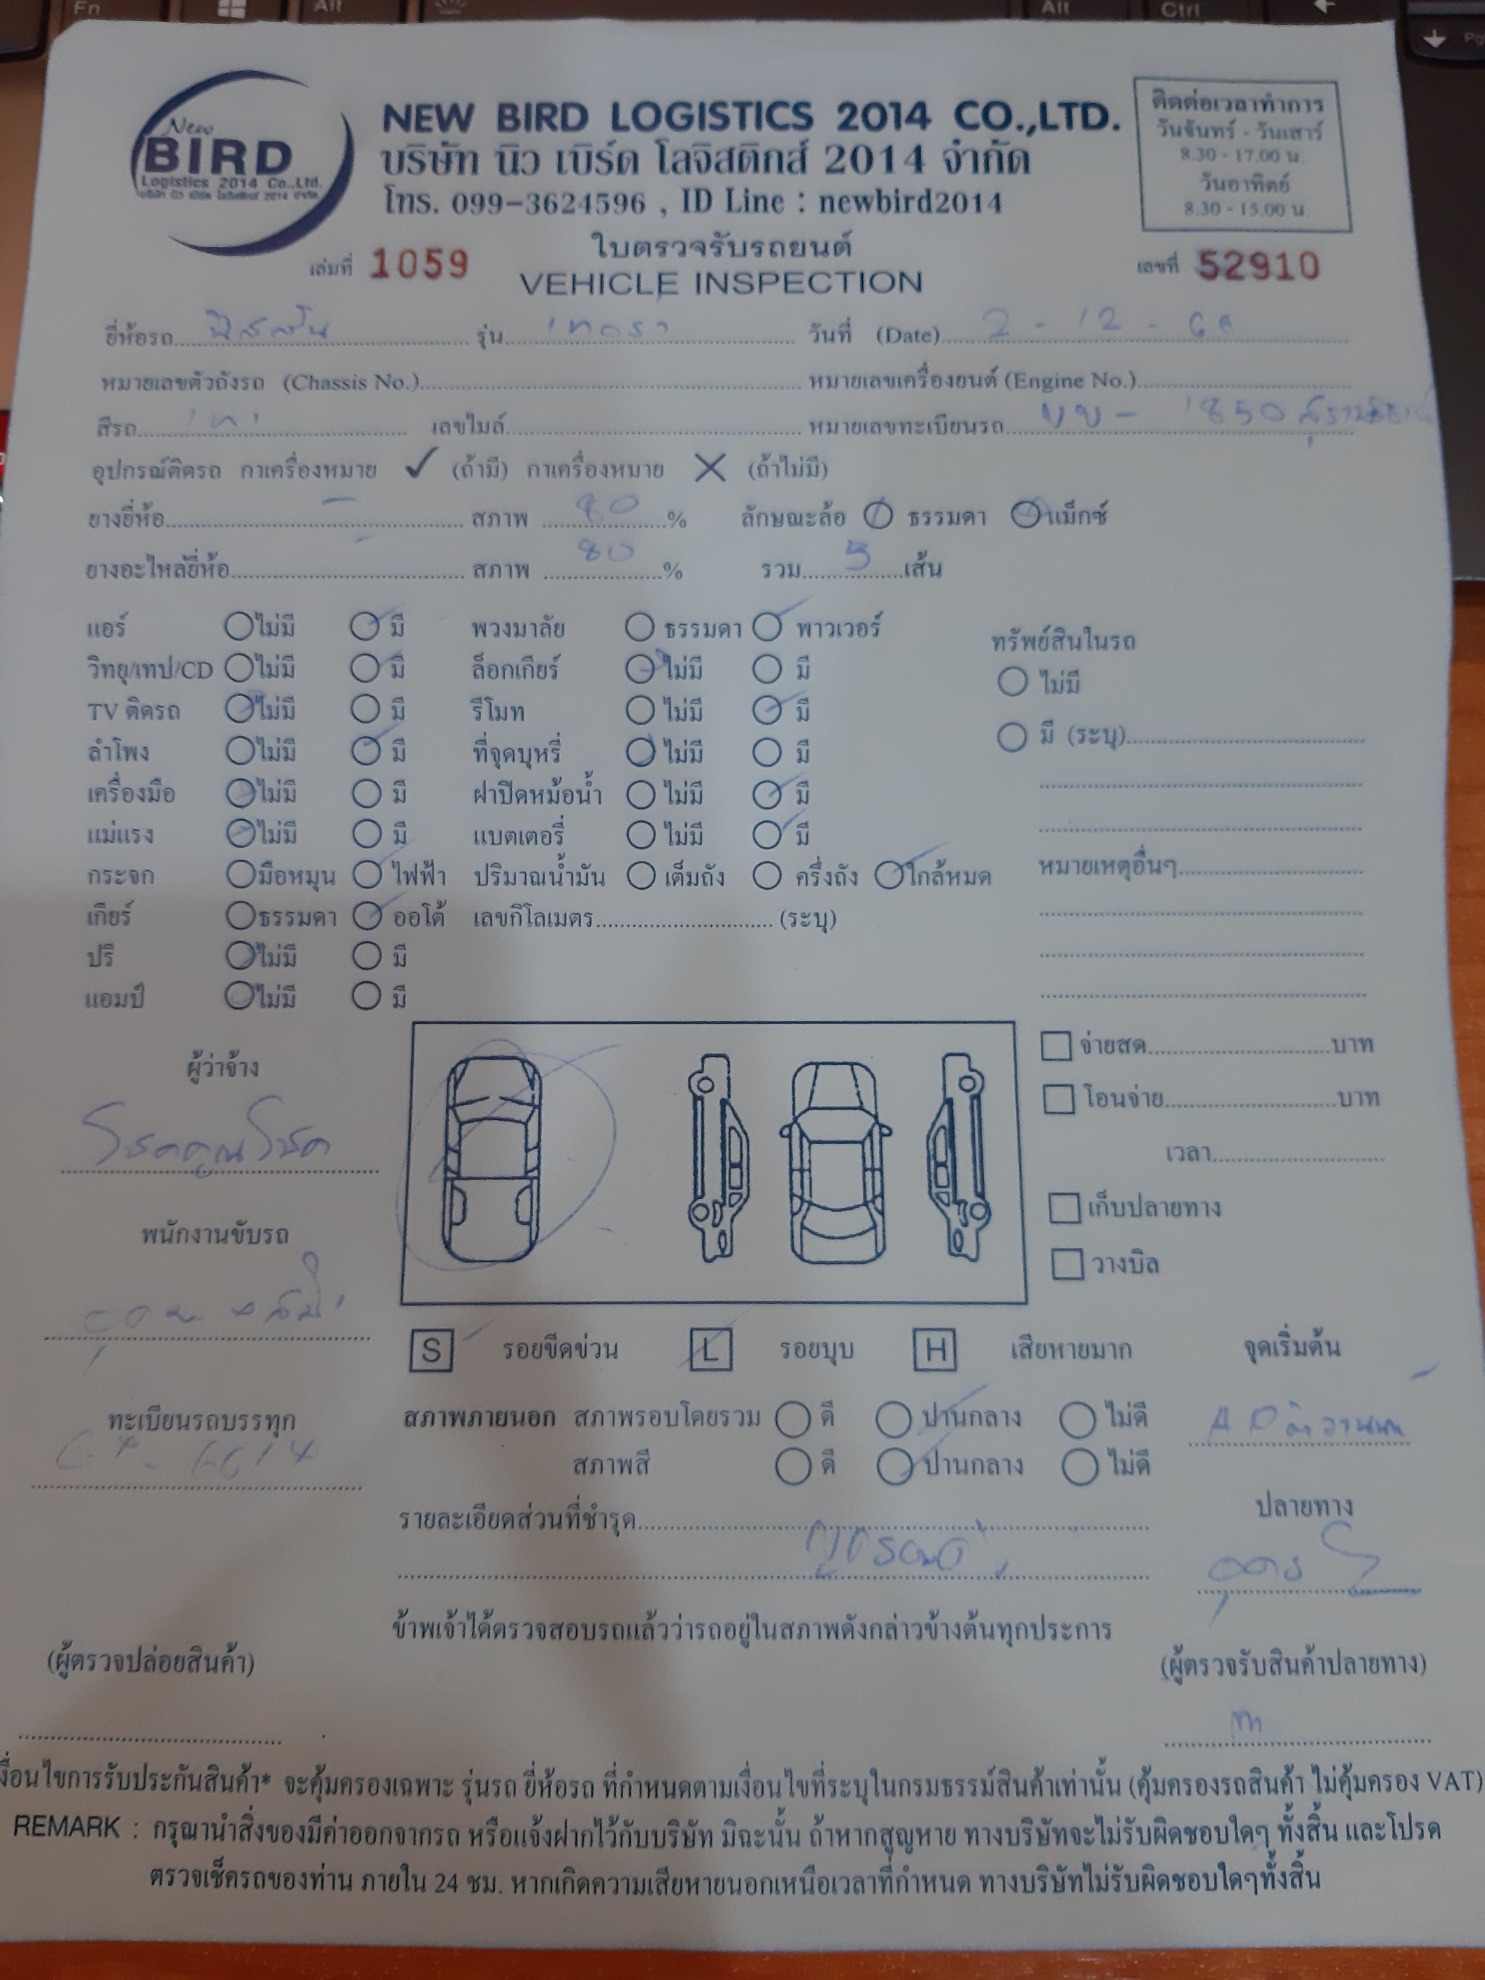 Fn Alt Alt Ctrl
New
BIRD
Logistics 2014 Co.,Ltd.
บริษัท นิว เบิร์ด โลจิสติกส์ 2014 จำกัด
NEW BIRD LOGISTICS 2014 CO.,LTD.
บริษัท นิว เบิร์ด โลจิสติกส์ 2014 จำกัด
โทร. 099-3624596 , ID Line : newbird2014
ติดต่อเวลาทำการ
วันจันทร์ - วันเสาร์
8.30 - 17.00 น
วันอาทิตย์
8.30 - 15.00 น
ใบตรวจรับรถยนต์
เล่มที่ 1059 VEHICLE INSPECTION เลขที่ 52910
ยี่ห้อรถ นิสสัน รุ่น เทอร่า วันที่ (Date) 2 - 12 -
หมายเลขตัวถังรถ (Chassis No.) หมายเลขเครื่องยนต์ (Engine No.)
สีรถ เทา เลขไมล์ หมายเลขทะเบียนรถ ขข - 1850
อุปกรณ์ติดรถ กาเครื่องหมาย ✓ (ถ้ามี) กาเครื่องหมาย ✕ (ถ้าไม่มี)
ยางยี่ห้อ - สภาพ 80 % ลักษณะล้อ ธรรมดา แม็กซ์
ยางอะไหล่ยี่ห้อ - สภาพ 80 % รวม 5 เส้น
แอร์ ไม่มี มี พวงมาลัย ธรรมดา พาวเวอร์
วิทยุ/เทป/CD ไม่มี มี ล็อกเกียร์ ไม่มี มี
TV ติดรถ ไม่มี มี รีโมท ไม่มี มี
ลำโพง ไม่มี มี ที่จุดบุหรี่ ไม่มี มี
เครื่องมือ ไม่มี มี ฝาปิดหม้อน้ำ ไม่มี มี
แม่แรง ไม่มี มี แบตเตอรี่ ไม่มี มี
กระจก มือหมุน ไฟฟ้า ปริมาณน้ำมัน เต็มถัง ครึ่งถัง ใกล้หมด
เกียร์ ธรรมดา ออโต้ เลขกิโลเมตร (ระบุ)
ปรี ไม่มี มี
แอมป์ ไม่มี มี
ทรัพย์สินในรถ
ไม่มี
มี (ระบุ)
หมายเหตุอื่นๆ
ผู้ว่าจ้าง
โชคคูณโชค
พนักงานขับรถ
ทะเบียนรถบรรทุก
จ่ายสด บาท
โอนจ่าย บาท
เวลา
เก็บปลายทาง
วางบิล
S รอยขีดข่วน L รอยบุบ H เสียหายมาก
สภาพภายนอก สภาพรอบโดยรวม ดี ปานกลาง ไม่ดี
สภาพสี ดี ปานกลาง ไม่ดี
รายละเอียดส่วนที่ชำรุด
จุดเริ่มต้น
ปลายทาง
อุดร
ข้าพเจ้าได้ตรวจสอบรถแล้วว่ารถอยู่ในสภาพดังกล่าวข้างต้นทุกประการ
(ผู้ตรวจปล่อยสินค้า) (ผู้ตรวจรับสินค้าปลายทาง)
งื่อนไขการรับประกันสินค้า* จะคุ้มครองเฉพาะ รุ่นรถ ยี่ห้อรถ ที่กำหนดตามเงื่อนไขที่ระบุในกรมธรรม์สินค้าเท่านั้น (คุ้มครองรถสินค้า ไม่คุ้มครอง VAT)
REMARK : กรุณานำสิ่งของมีค่าออกจากรถ หรือแจ้งฝากไว้กับบริษัท มิฉะนั้น ถ้าหากสูญหาย ทางบริษัทจะไม่รับผิดชอบใดๆ ทั้งสิ้น และโปรด
ตรวจเช็ครถของท่าน ภายใน 24 ชม. หากเกิดความเสียหายนอกเหนือเวลาที่กำหนด ทางบริษัทไม่รับผิดชอบใดๆทั้งสิ้น